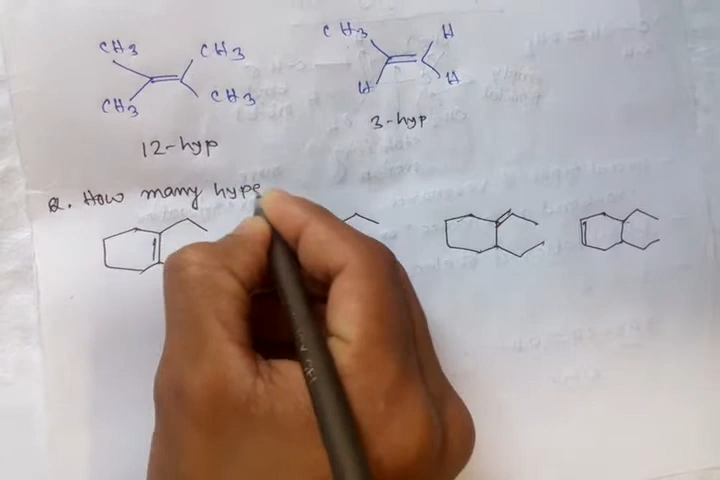 CH3 CH3 CH3 H
CH3 CH3 H H
12-hyp 3-hyp
Q. How many hype